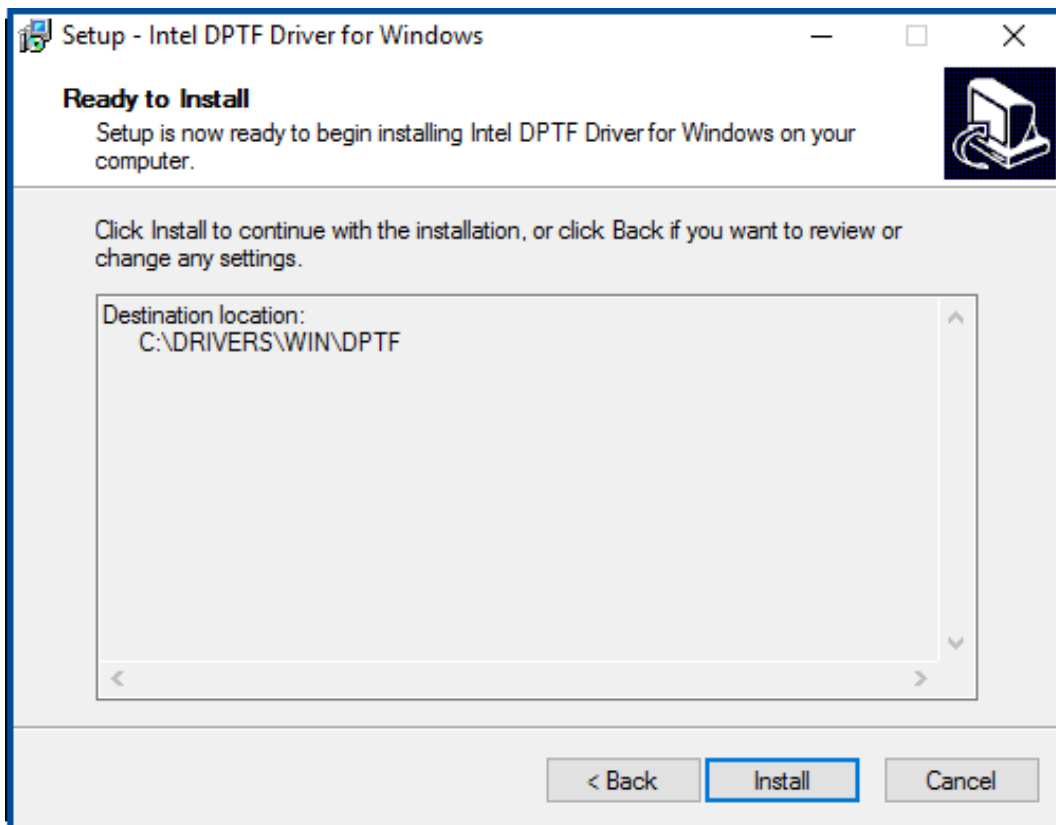 Setup - Intel DPTF Driver for Windows
Ready to Install
Setup is now ready to begin installing Intel DPTF Driver for Windows on your
computer.
Click Install to continue with the installation, or click Back if you want to review or
change any settings.
Destination location:
C:\DRIVERS\WIN\DPTF
< Back
Install
Cancel